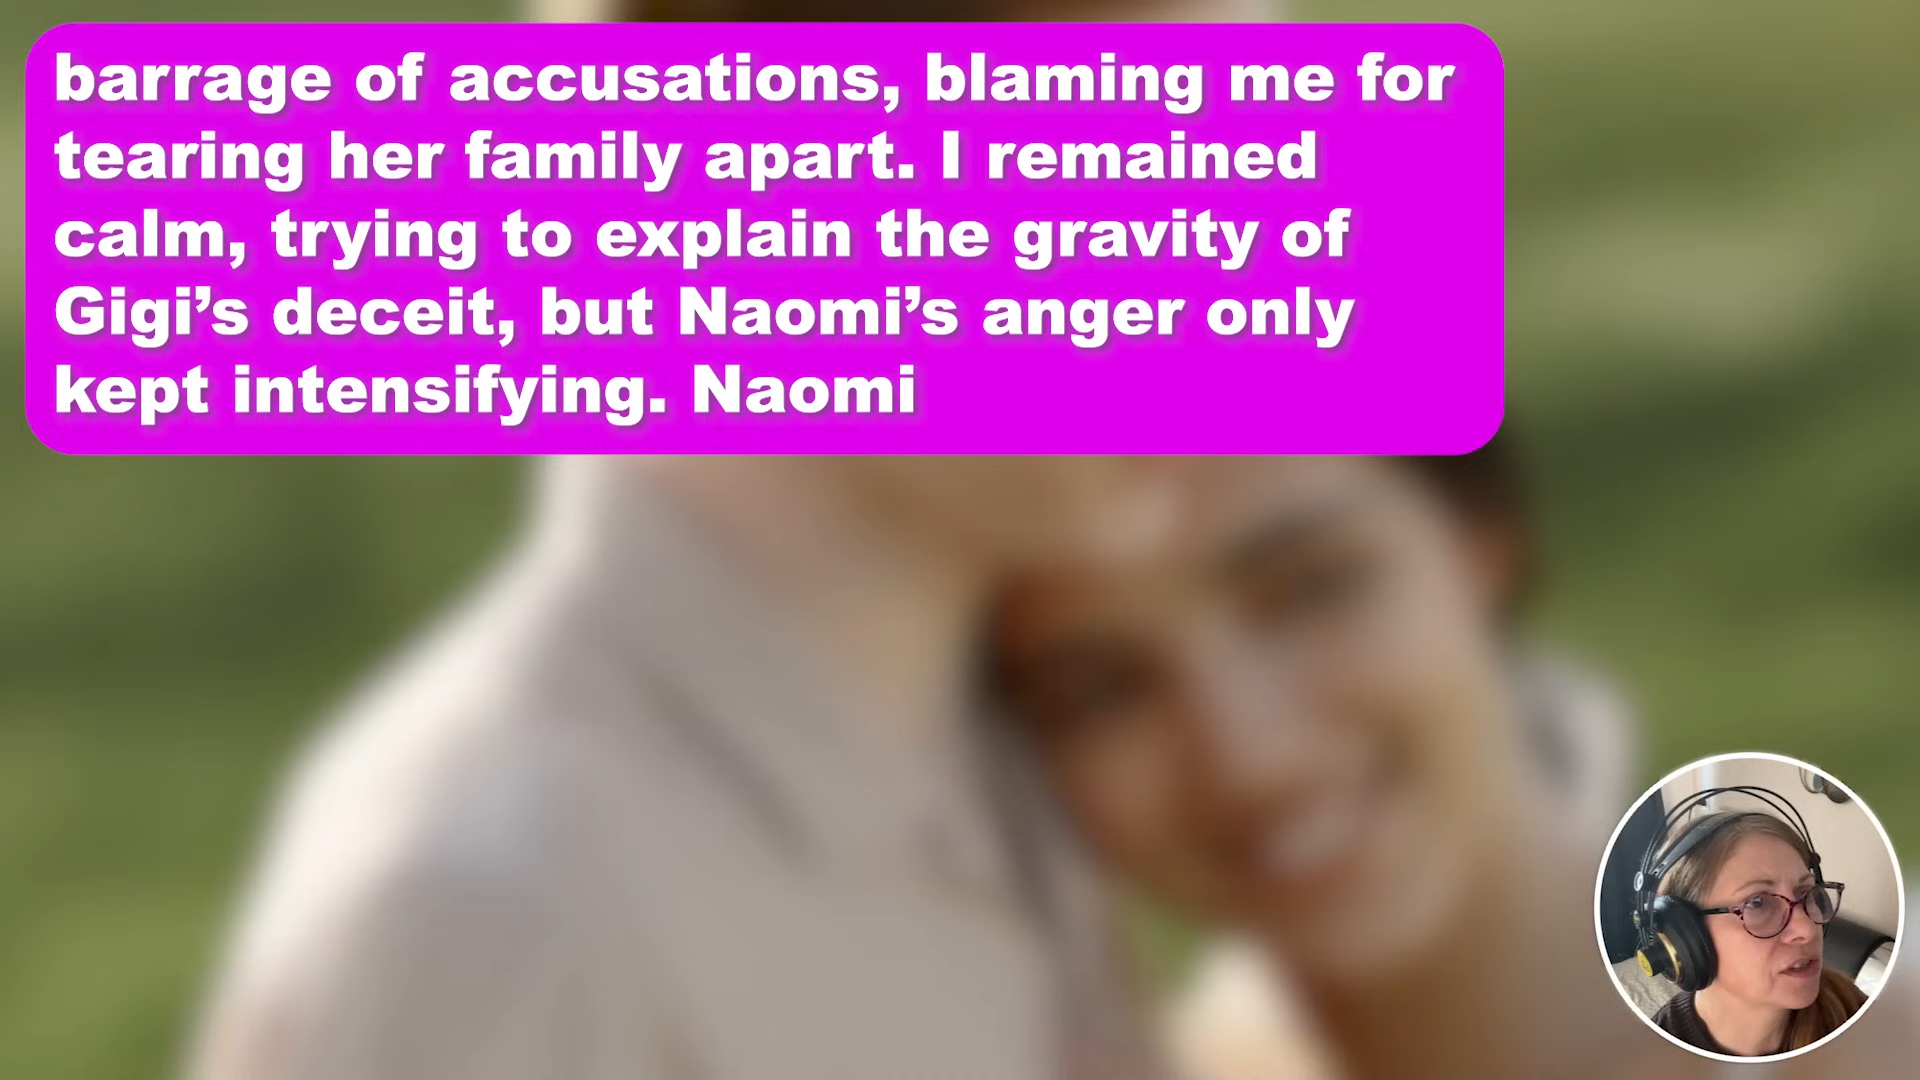 barrage of accusations, blaming me for
tearing her family apart. I remained
calm, trying to explain the gravity of
Gigi’s deceit, but Naomi’s anger only
kept intensifying. Naomi